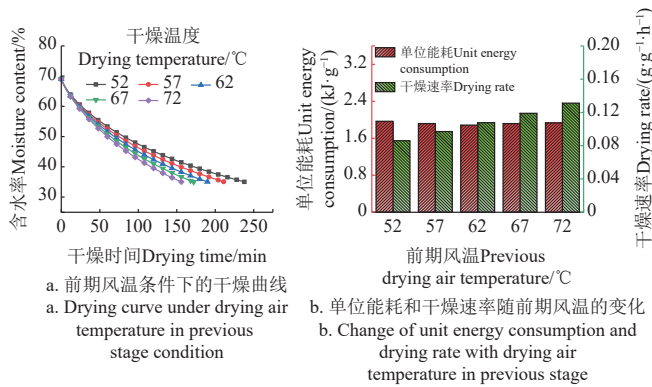 干燥温度
Drying temperature/℃
52 57 62
67 72
含水率Moisture content/%
80
70
60
50
40
30
0 50 100 150 200 250
干燥时间Drying time/min
a. 前期风温条件下的干燥曲线
a. Drying curve under drying air
temperature in previous
stage condition
单位能耗Unit energy
consumption/(kJ·g⁻¹)
3.6
2.4
1.6
0.8
0
单位能耗Unit energy
consumption
干燥速率Drying rate
0.20
0.16
0.12
0.08
0.04
0
干燥速率Drying rate/(g·g⁻¹·h⁻¹)
52 57 62 67 72
前期风温Previous
drying air temperature/℃
b. 单位能耗和干燥速率随前期风温的变化
b. Change of unit energy consumption and
drying rate with drying air
temperature in previous stage